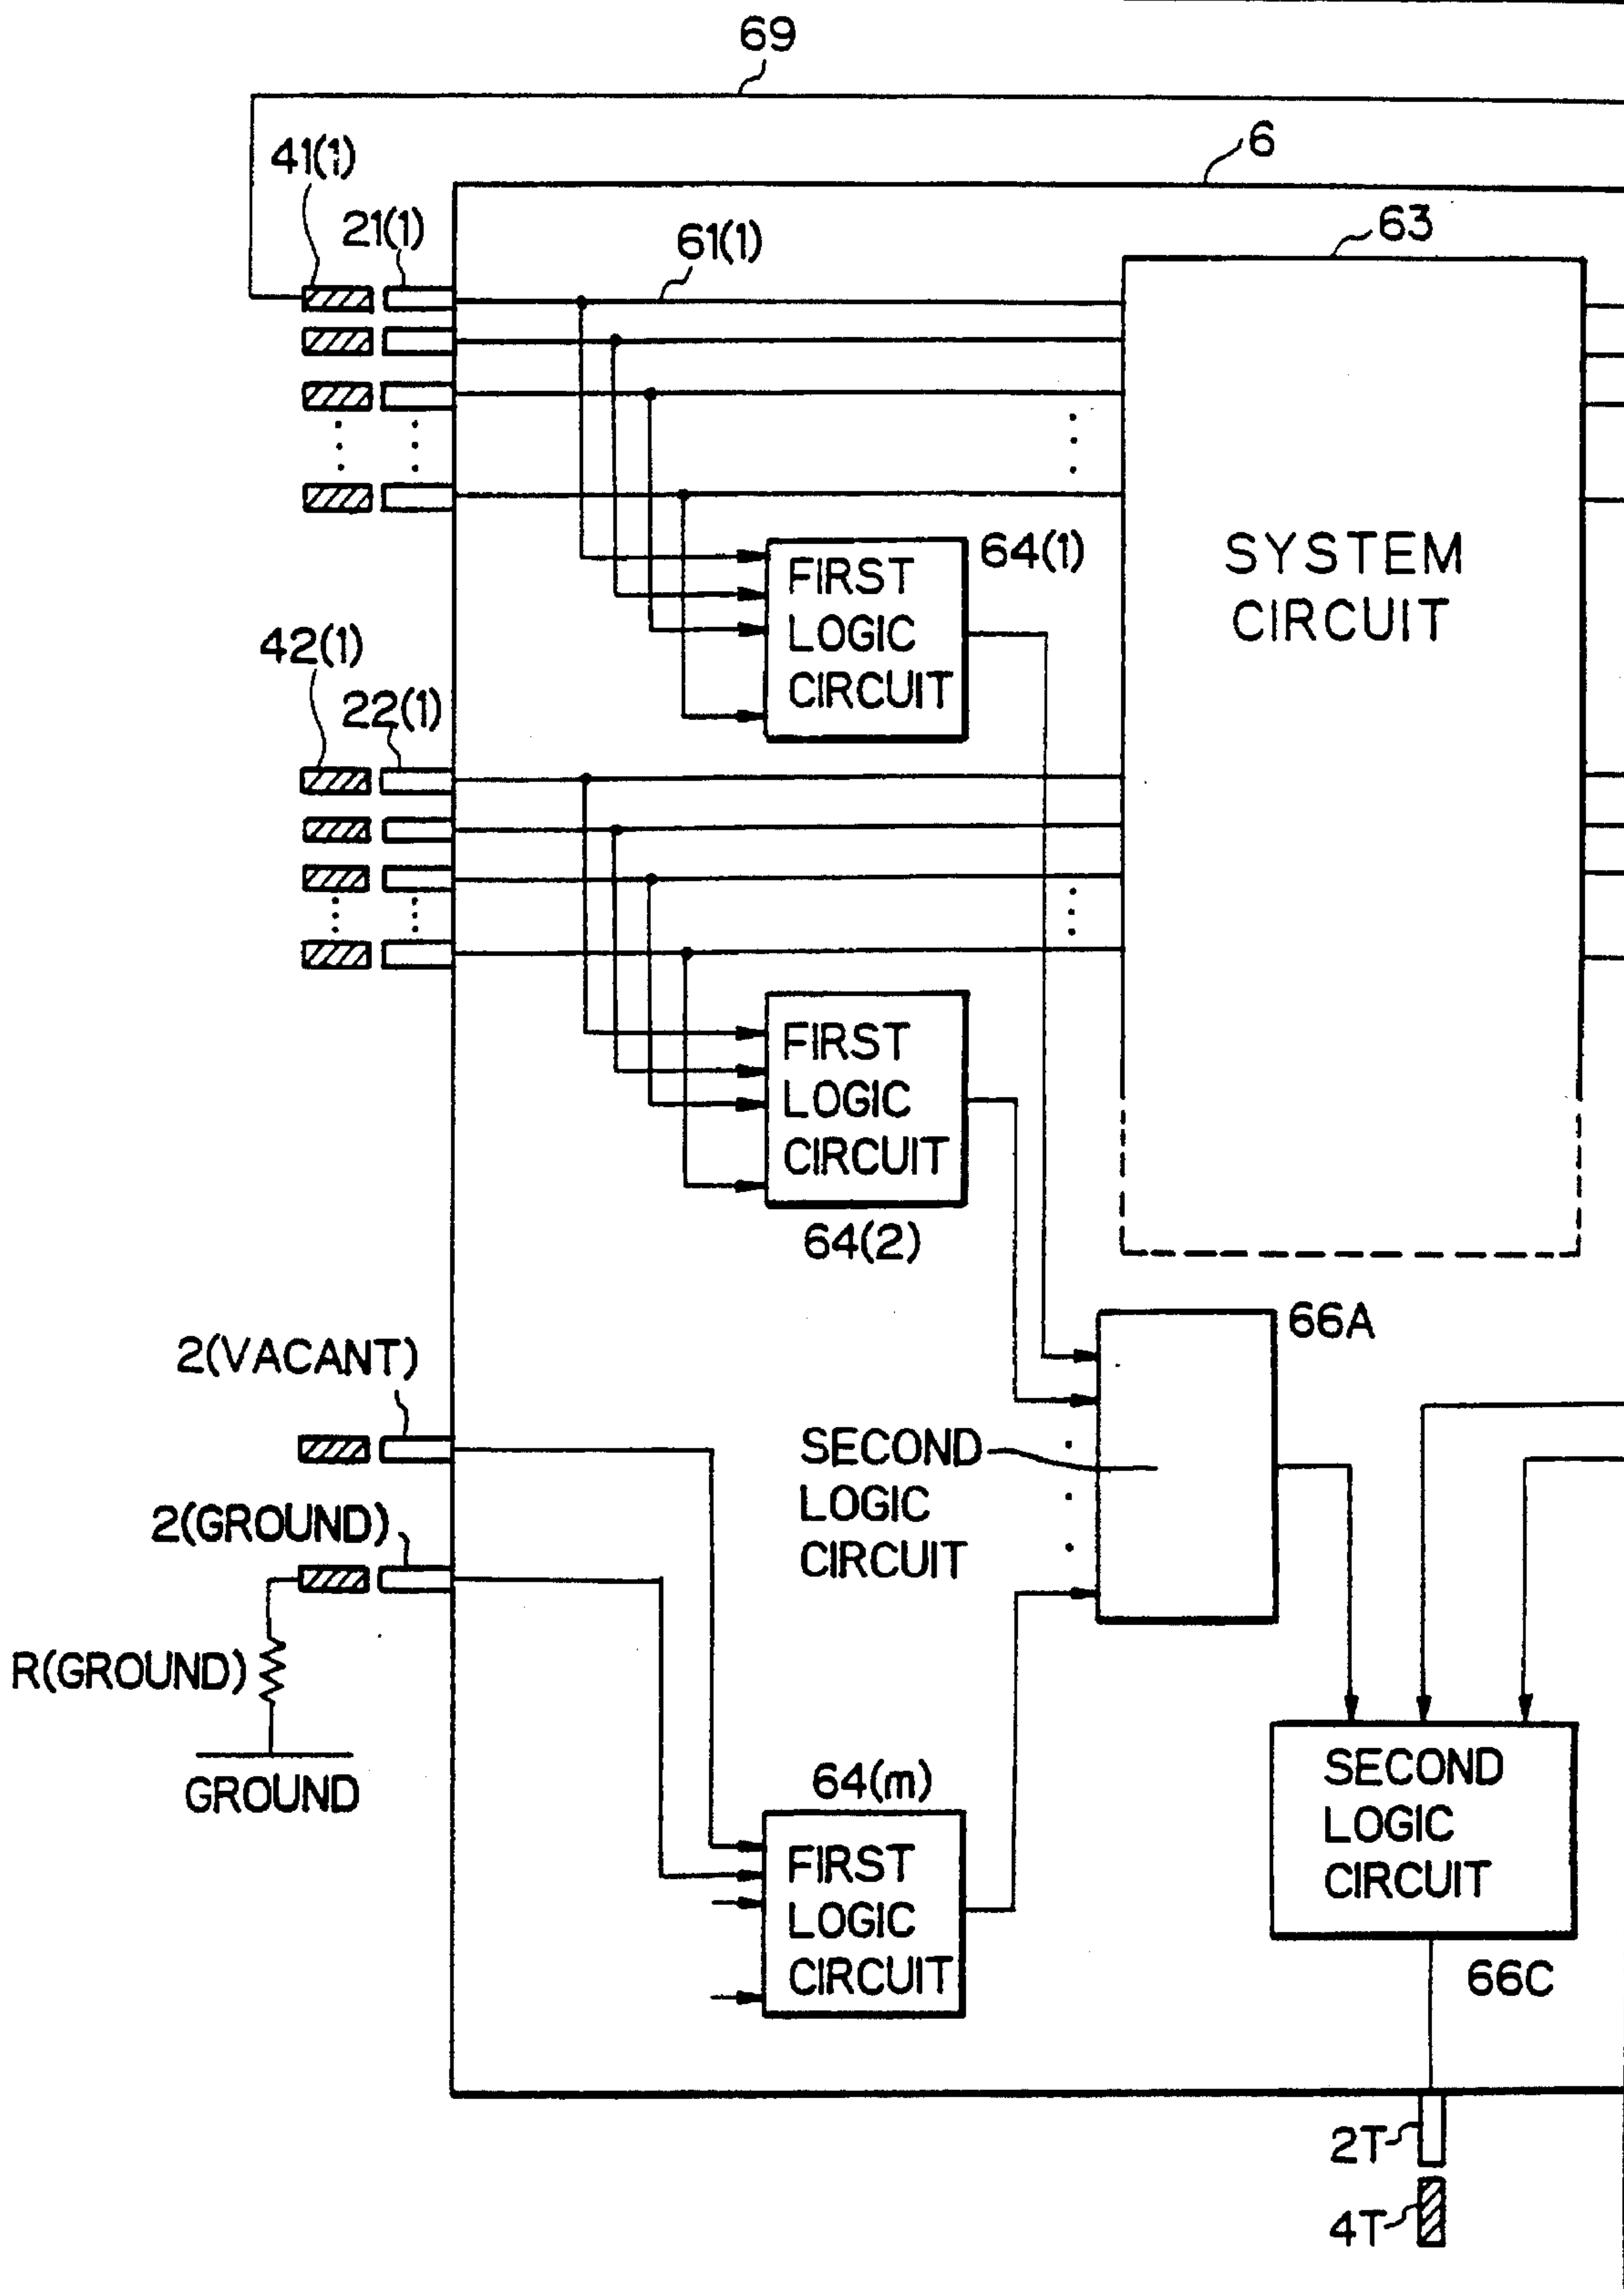 69
6
41(1)
21(1)
61(1)
63
FIRST
LOGIC
CIRCUIT
64(1)
SYSTEM
CIRCUIT
42(1)
22(1)
FIRST
LOGIC
CIRCUIT
64(2)
66A
2(VACANT)
SECOND
LOGIC
CIRCUIT
2(GROUND)
R(GROUND)
GROUND
64(m)
FIRST
LOGIC
CIRCUIT
SECOND
LOGIC
CIRCUIT
66C
2T
4T